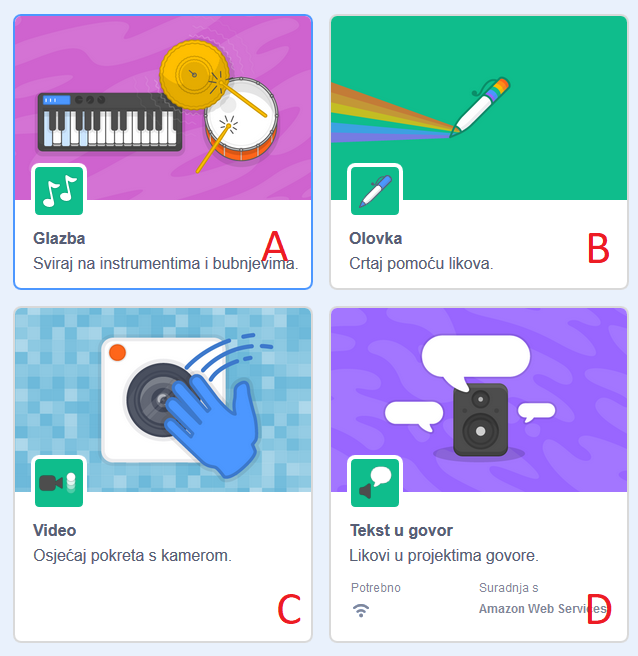 Glazba
Sviraj na instrumentima i bubnjevima.
A
Olovka
Crtaj pomoću likova.
B
Video
Osjećaj pokreta s kamerom.
C
Tekst u govor
Likovi u projektima govore.
Potrebno
Suradnja s
Amazon Web Services
D